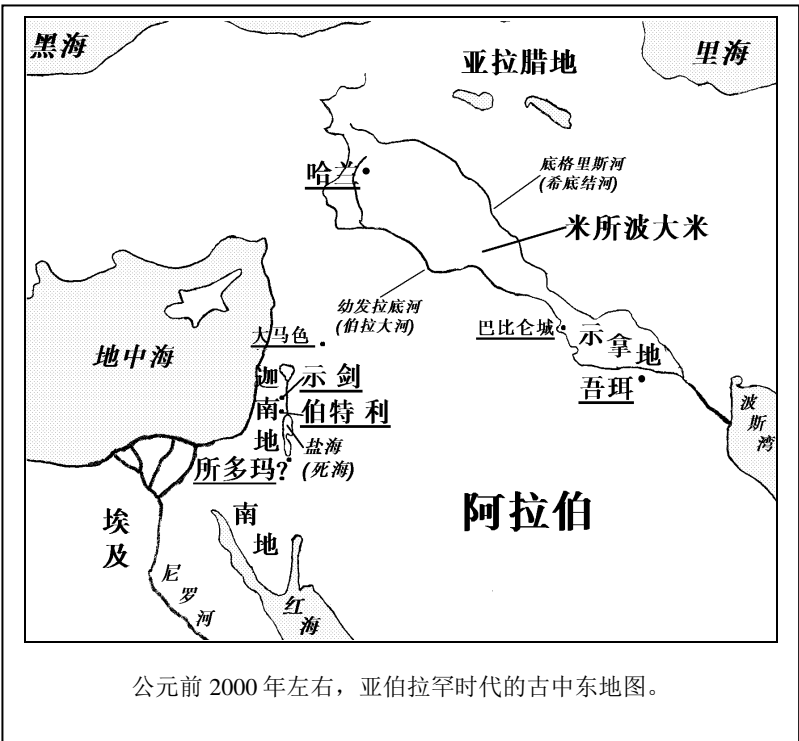 黑海
亚拉腊地
里海
哈兰
底格里斯河
(希底结河)
米所波大米
幼发拉底河
(伯拉大河)
大马色
巴比仑城
示拿地
地中海
迦南地
示剑
伯特利
吾珥
波斯湾
盐海
(死海)
所多玛?
阿拉伯
埃及
南地
尼罗河
红海
公元前 2000 年左右，亚伯拉罕时代的古中东地图。